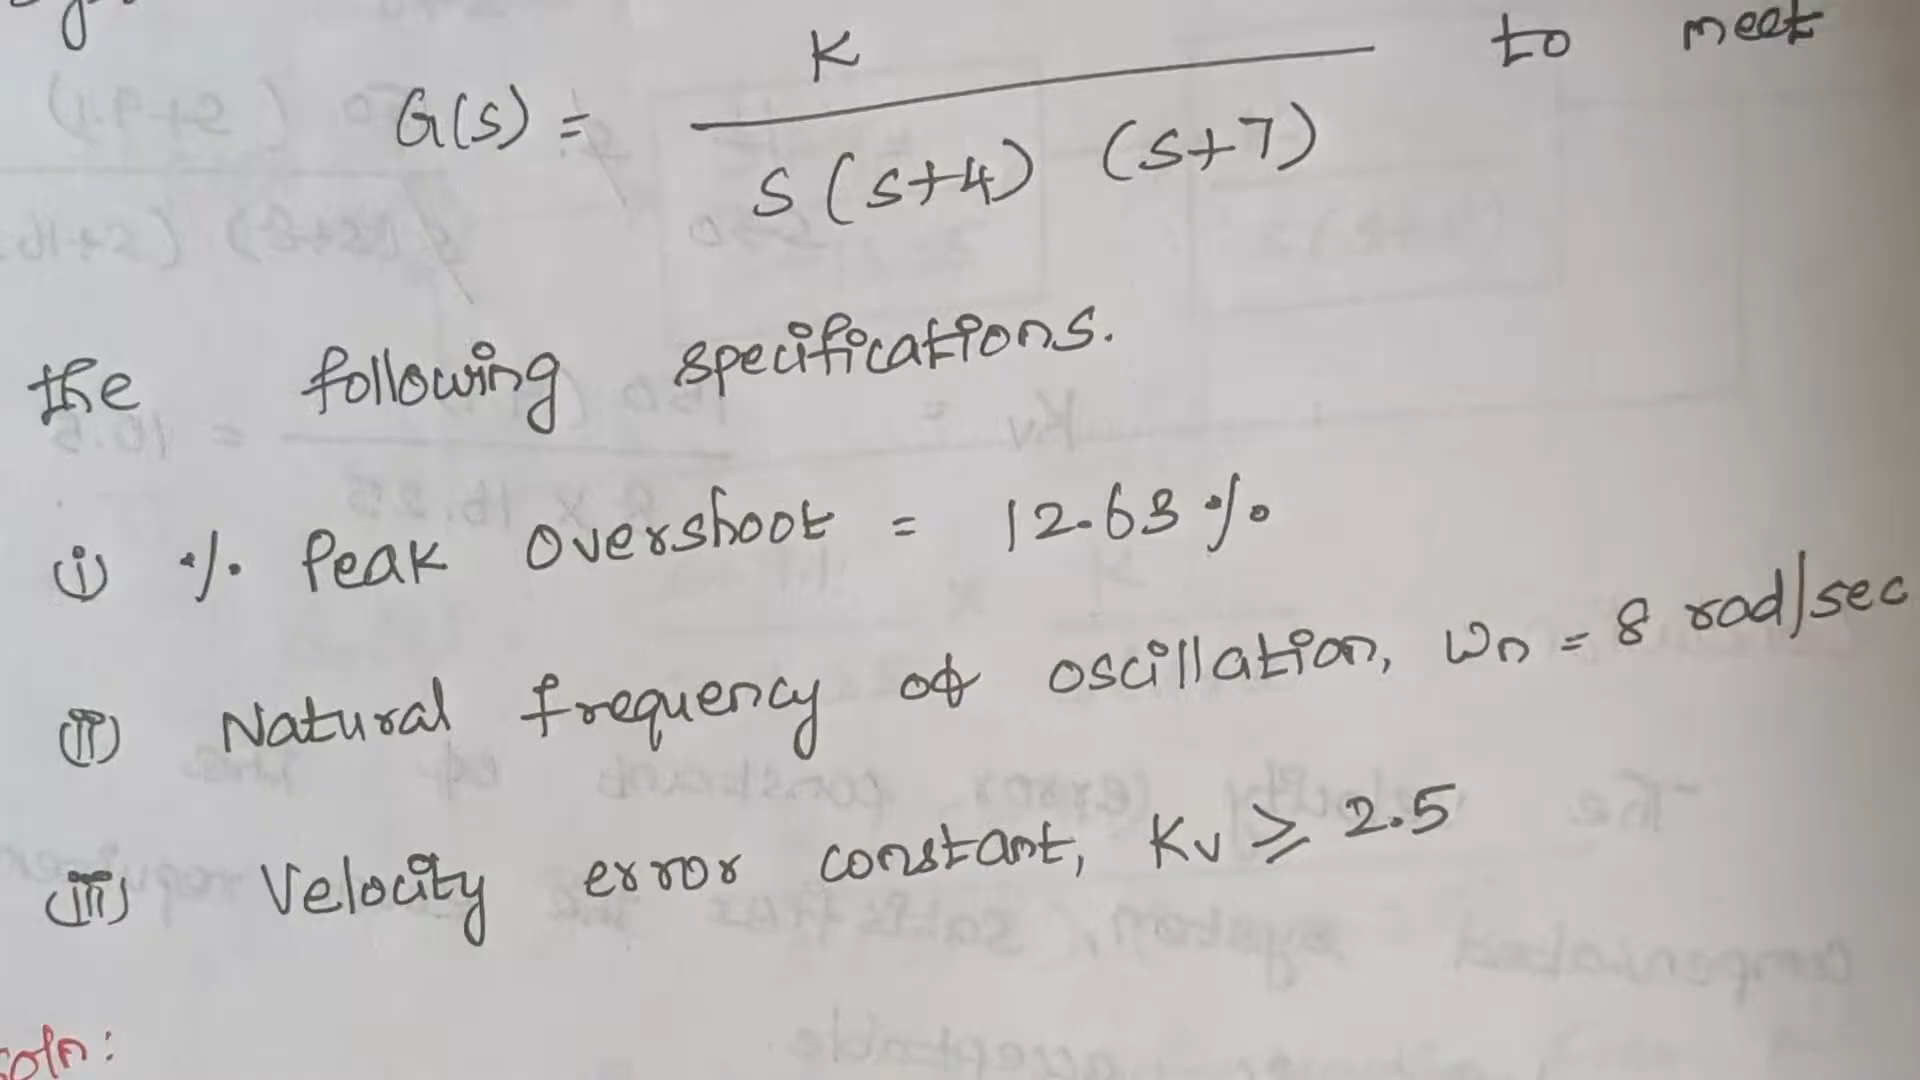 G(s) = K / s(s+4) (s+7) to meet
the following specifications.
(i) % Peak Overshoot = 12.63 %
(ii) Natural frequency of oscillation, ωn = 8 rad/sec
(iii) Velocity error constant, Kv ≥ 2.5
soln: